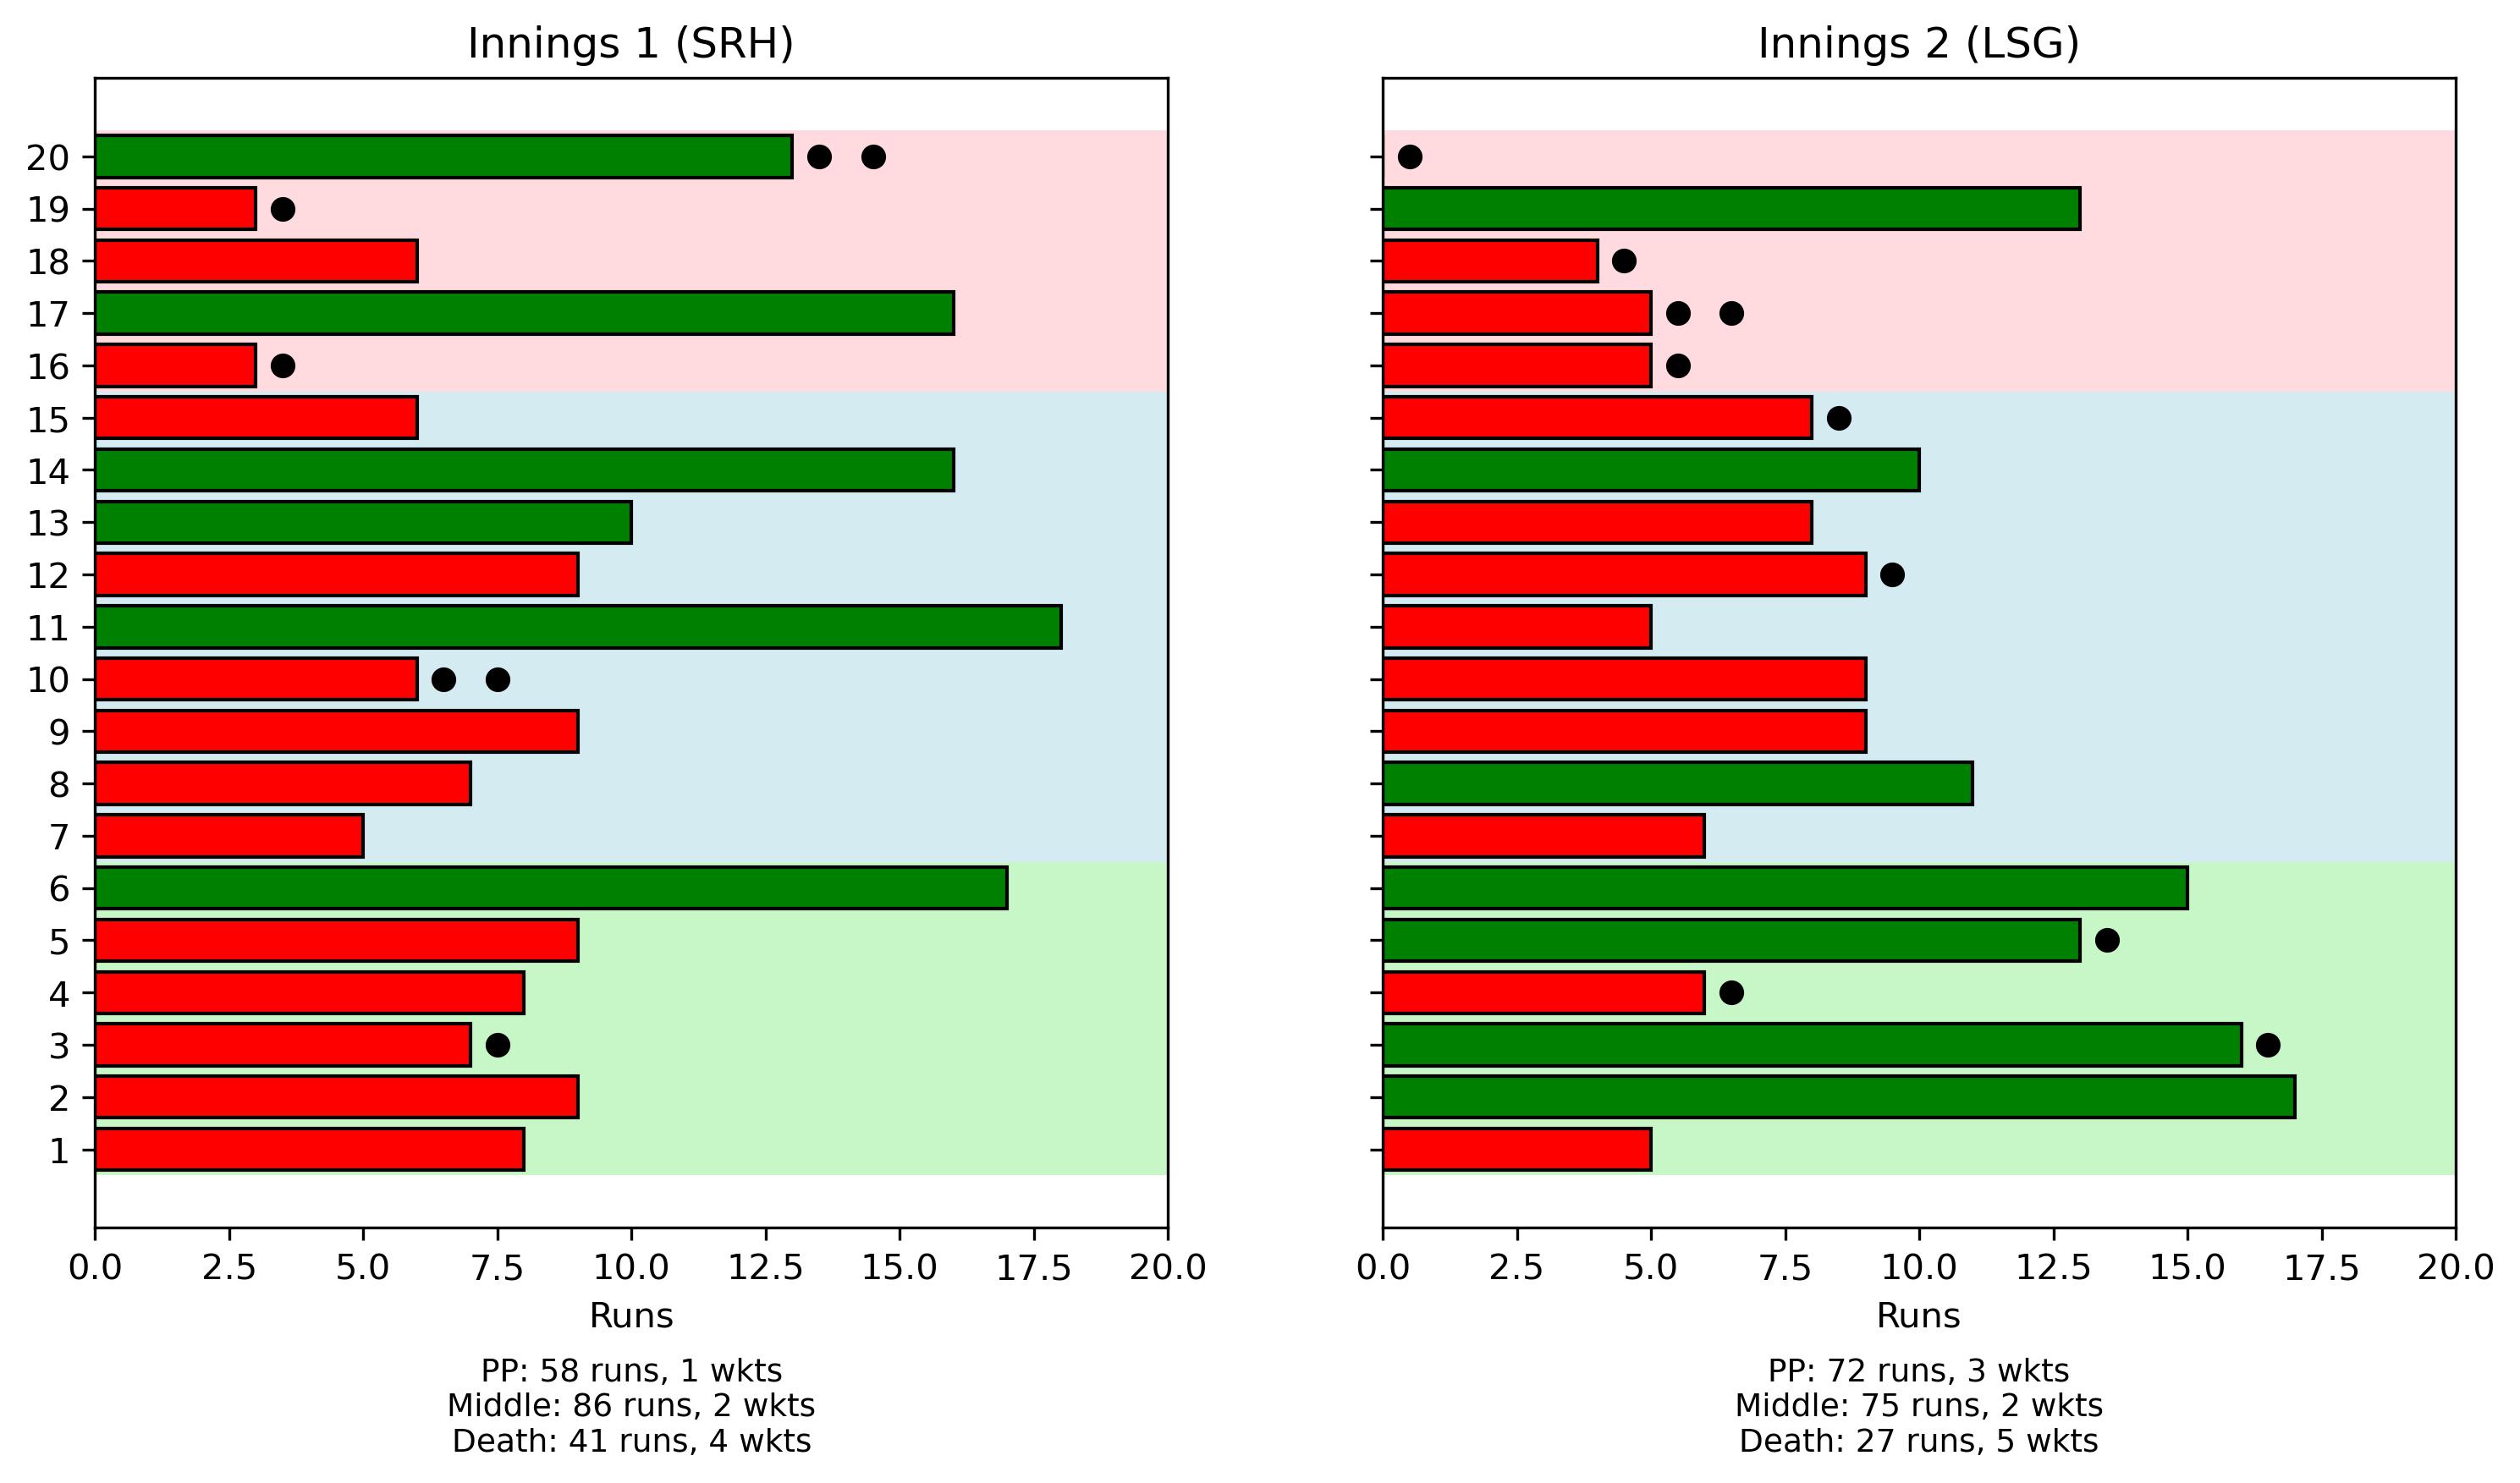 Innings 1 (SRH)
20
19
18
17
16
15
14
13
12
11
10
9
8
7
6
5
4
3
2
1
0.0 2.5 5.0 7.5 10.0 12.5 15.0 17.5 20.0
Runs
PP: 58 runs, 1 wkts
Middle: 86 runs, 2 wkts
Death: 41 runs, 4 wkts
Innings 2 (LSG)
0.0 2.5 5.0 7.5 10.0 12.5 15.0 17.5 20.0
Runs
PP: 72 runs, 3 wkts
Middle: 75 runs, 2 wkts
Death: 27 runs, 5 wkts